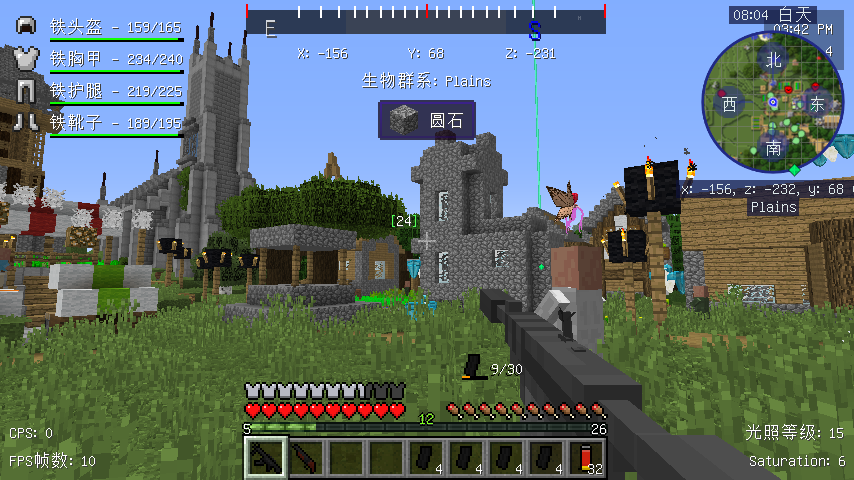 铁头盔 - 159/165
铁胸甲 - 234/240
铁护腿 - 219/225
铁靴子 - 189/195
E
S
X: -156 Y: 68 Z: -231
生物群系: Plains
圆石
08:04 白天
03:42 PM
4
北
西
东
南
x: -156, z: -232, y: 68
Plains
[24]
9/30
12
5
26
4
4
4
4
32
CPS: 0
FPS帧数: 10
光照等级: 15
Saturation: 6